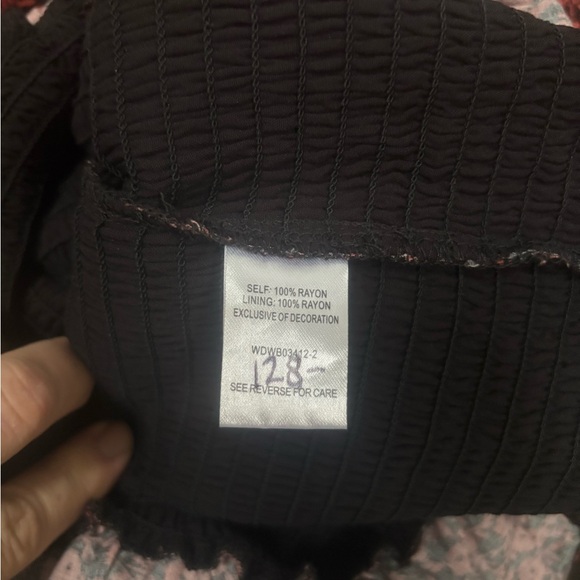 SELF: 100% RAYON
LINING: 100% RAYON
EXCLUSIVE OF DECORATION
WDWB03412-2
128-
SEE REVERSE FOR CARE